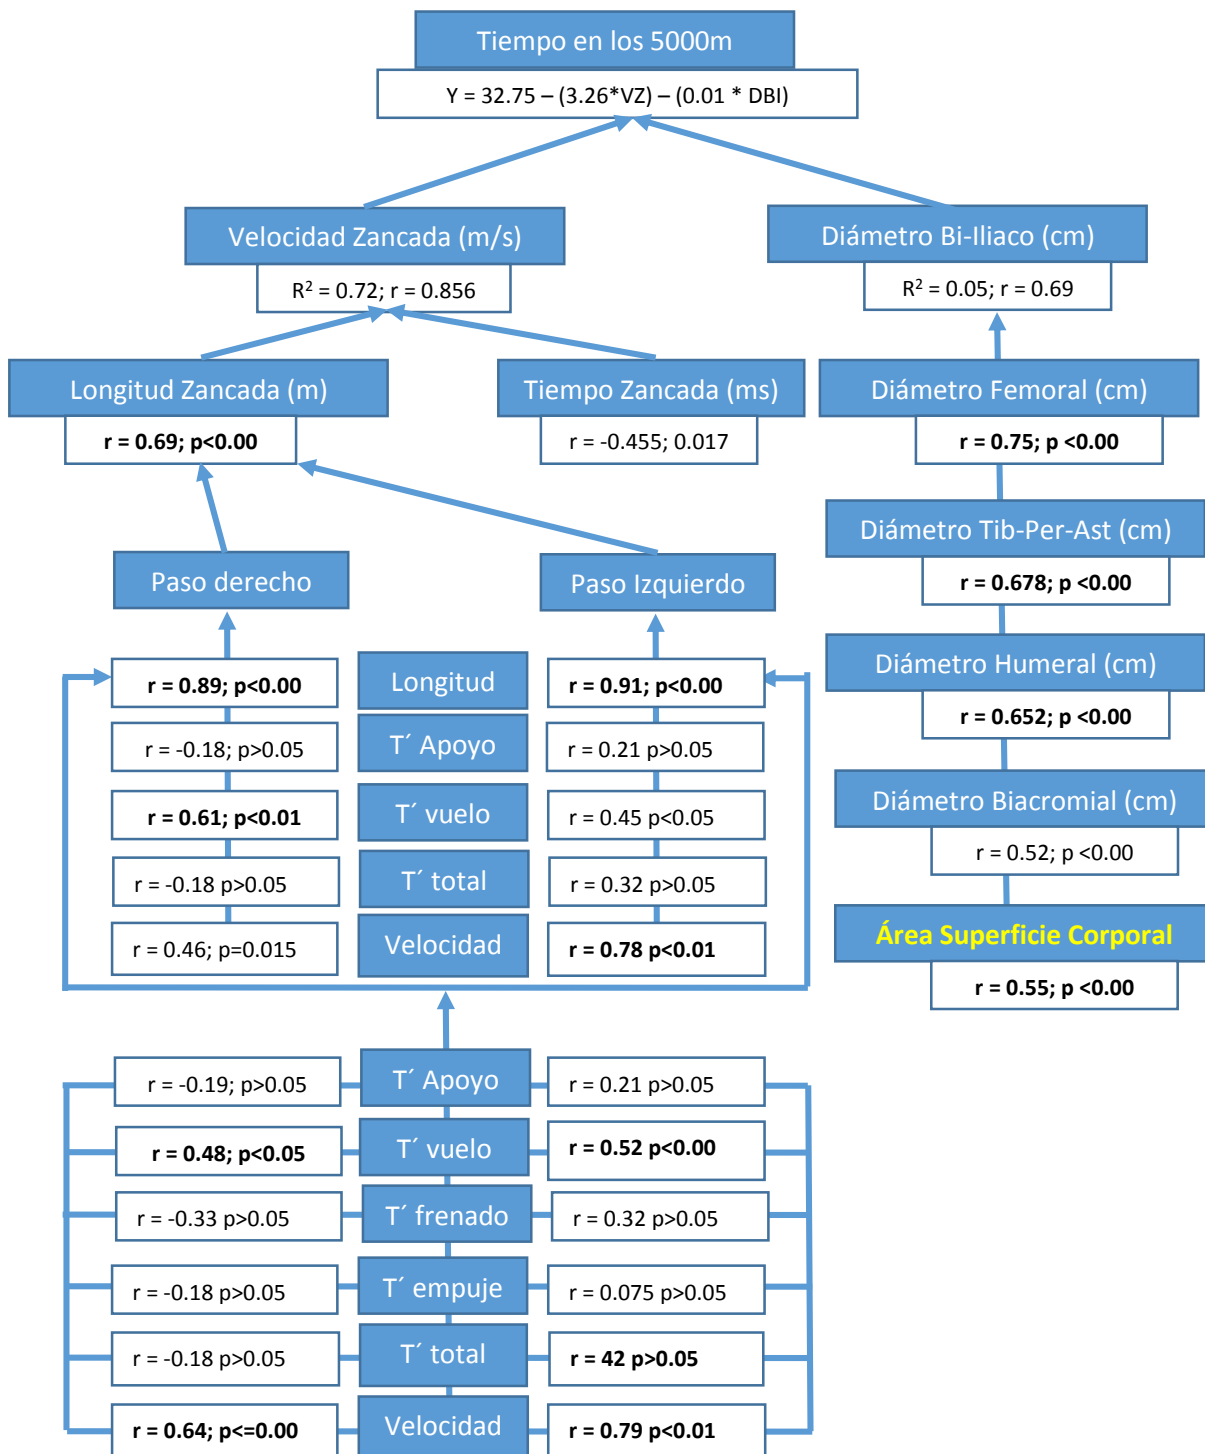 Tiempo en los 5000m
Y = 32.75 – (3.26*VZ) – (0.01 * DBI)
Velocidad Zancada (m/s)
R² = 0.72; r = 0.856
Diámetro Bi-Iliaco (cm)
R² = 0.05; r = 0.69
Longitud Zancada (m)
r = 0.69; p<0.00
Tiempo Zancada (ms)
r = -0.455; 0.017
Diámetro Femoral (cm)
r = 0.75; p <0.00
Diámetro Tib-Per-Ast (cm)
r = 0.678; p <0.00
Diámetro Humeral (cm)
r = 0.652; p <0.00
Diámetro Biacromial (cm)
r = 0.52; p <0.00
Área Superficie Corporal
r = 0.55; p <0.00
Paso derecho
Paso Izquierdo
r = 0.89; p<0.00
Longitud
r = 0.91; p<0.00
r = -0.18; p>0.05
T´ Apoyo
r = 0.21 p>0.05
r = 0.61; p<0.01
T´ vuelo
r = 0.45 p<0.05
r = -0.18 p>0.05
T´ total
r = 0.32 p>0.05
r = 0.46; p=0.015
Velocidad
r = 0.78 p<0.01
r = -0.19; p>0.05
T´ Apoyo
r = 0.21 p>0.05
r = 0.48; p<0.05
T´ vuelo
r = 0.52 p<0.00
r = -0.33 p>0.05
T´ frenado
r = 0.32 p>0.05
r = -0.18 p>0.05
T´ empuje
r = 0.075 p>0.05
r = -0.18 p>0.05
T´ total
r = 42 p>0.05
r = 0.64; p<=0.00
Velocidad
r = 0.79 p<0.01